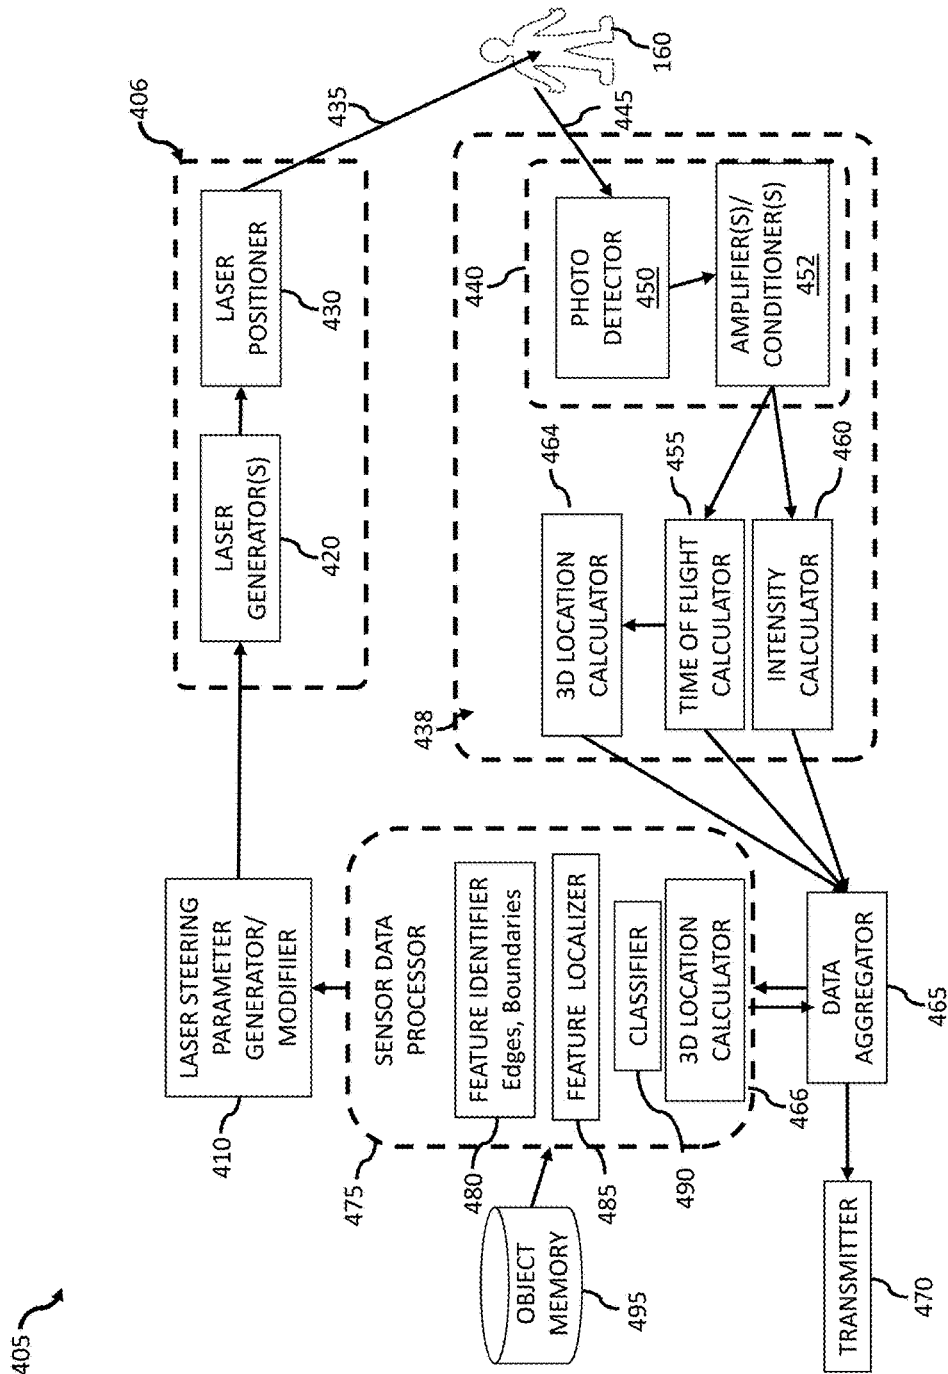 405
LASER STEERING
PARAMETER
GENERATOR/
MODIFIIER
410
LASER
GENERATOR(S)
420
LASER
POSITIONER
430
406
435
160
445
475
SENSOR DATA
PROCESSOR
FEATURE IDENTIFIER
Edges, Boundaries
480
FEATURE LOCALIZER
485
CLASSIFIER
490
3D LOCATION
CALCULATOR
466
OBJECT
MEMORY
495
438
3D LOCATION
CALCULATOR
464
TIME OF FLIGHT
CALCULATOR
455
INTENSITY
CALCULATOR
460
440
PHOTO
DETECTOR
450
AMPLIFIER(S)/
CONDITIONER(S)
452
DATA
AGGREGATOR
465
TRANSMITTER
470